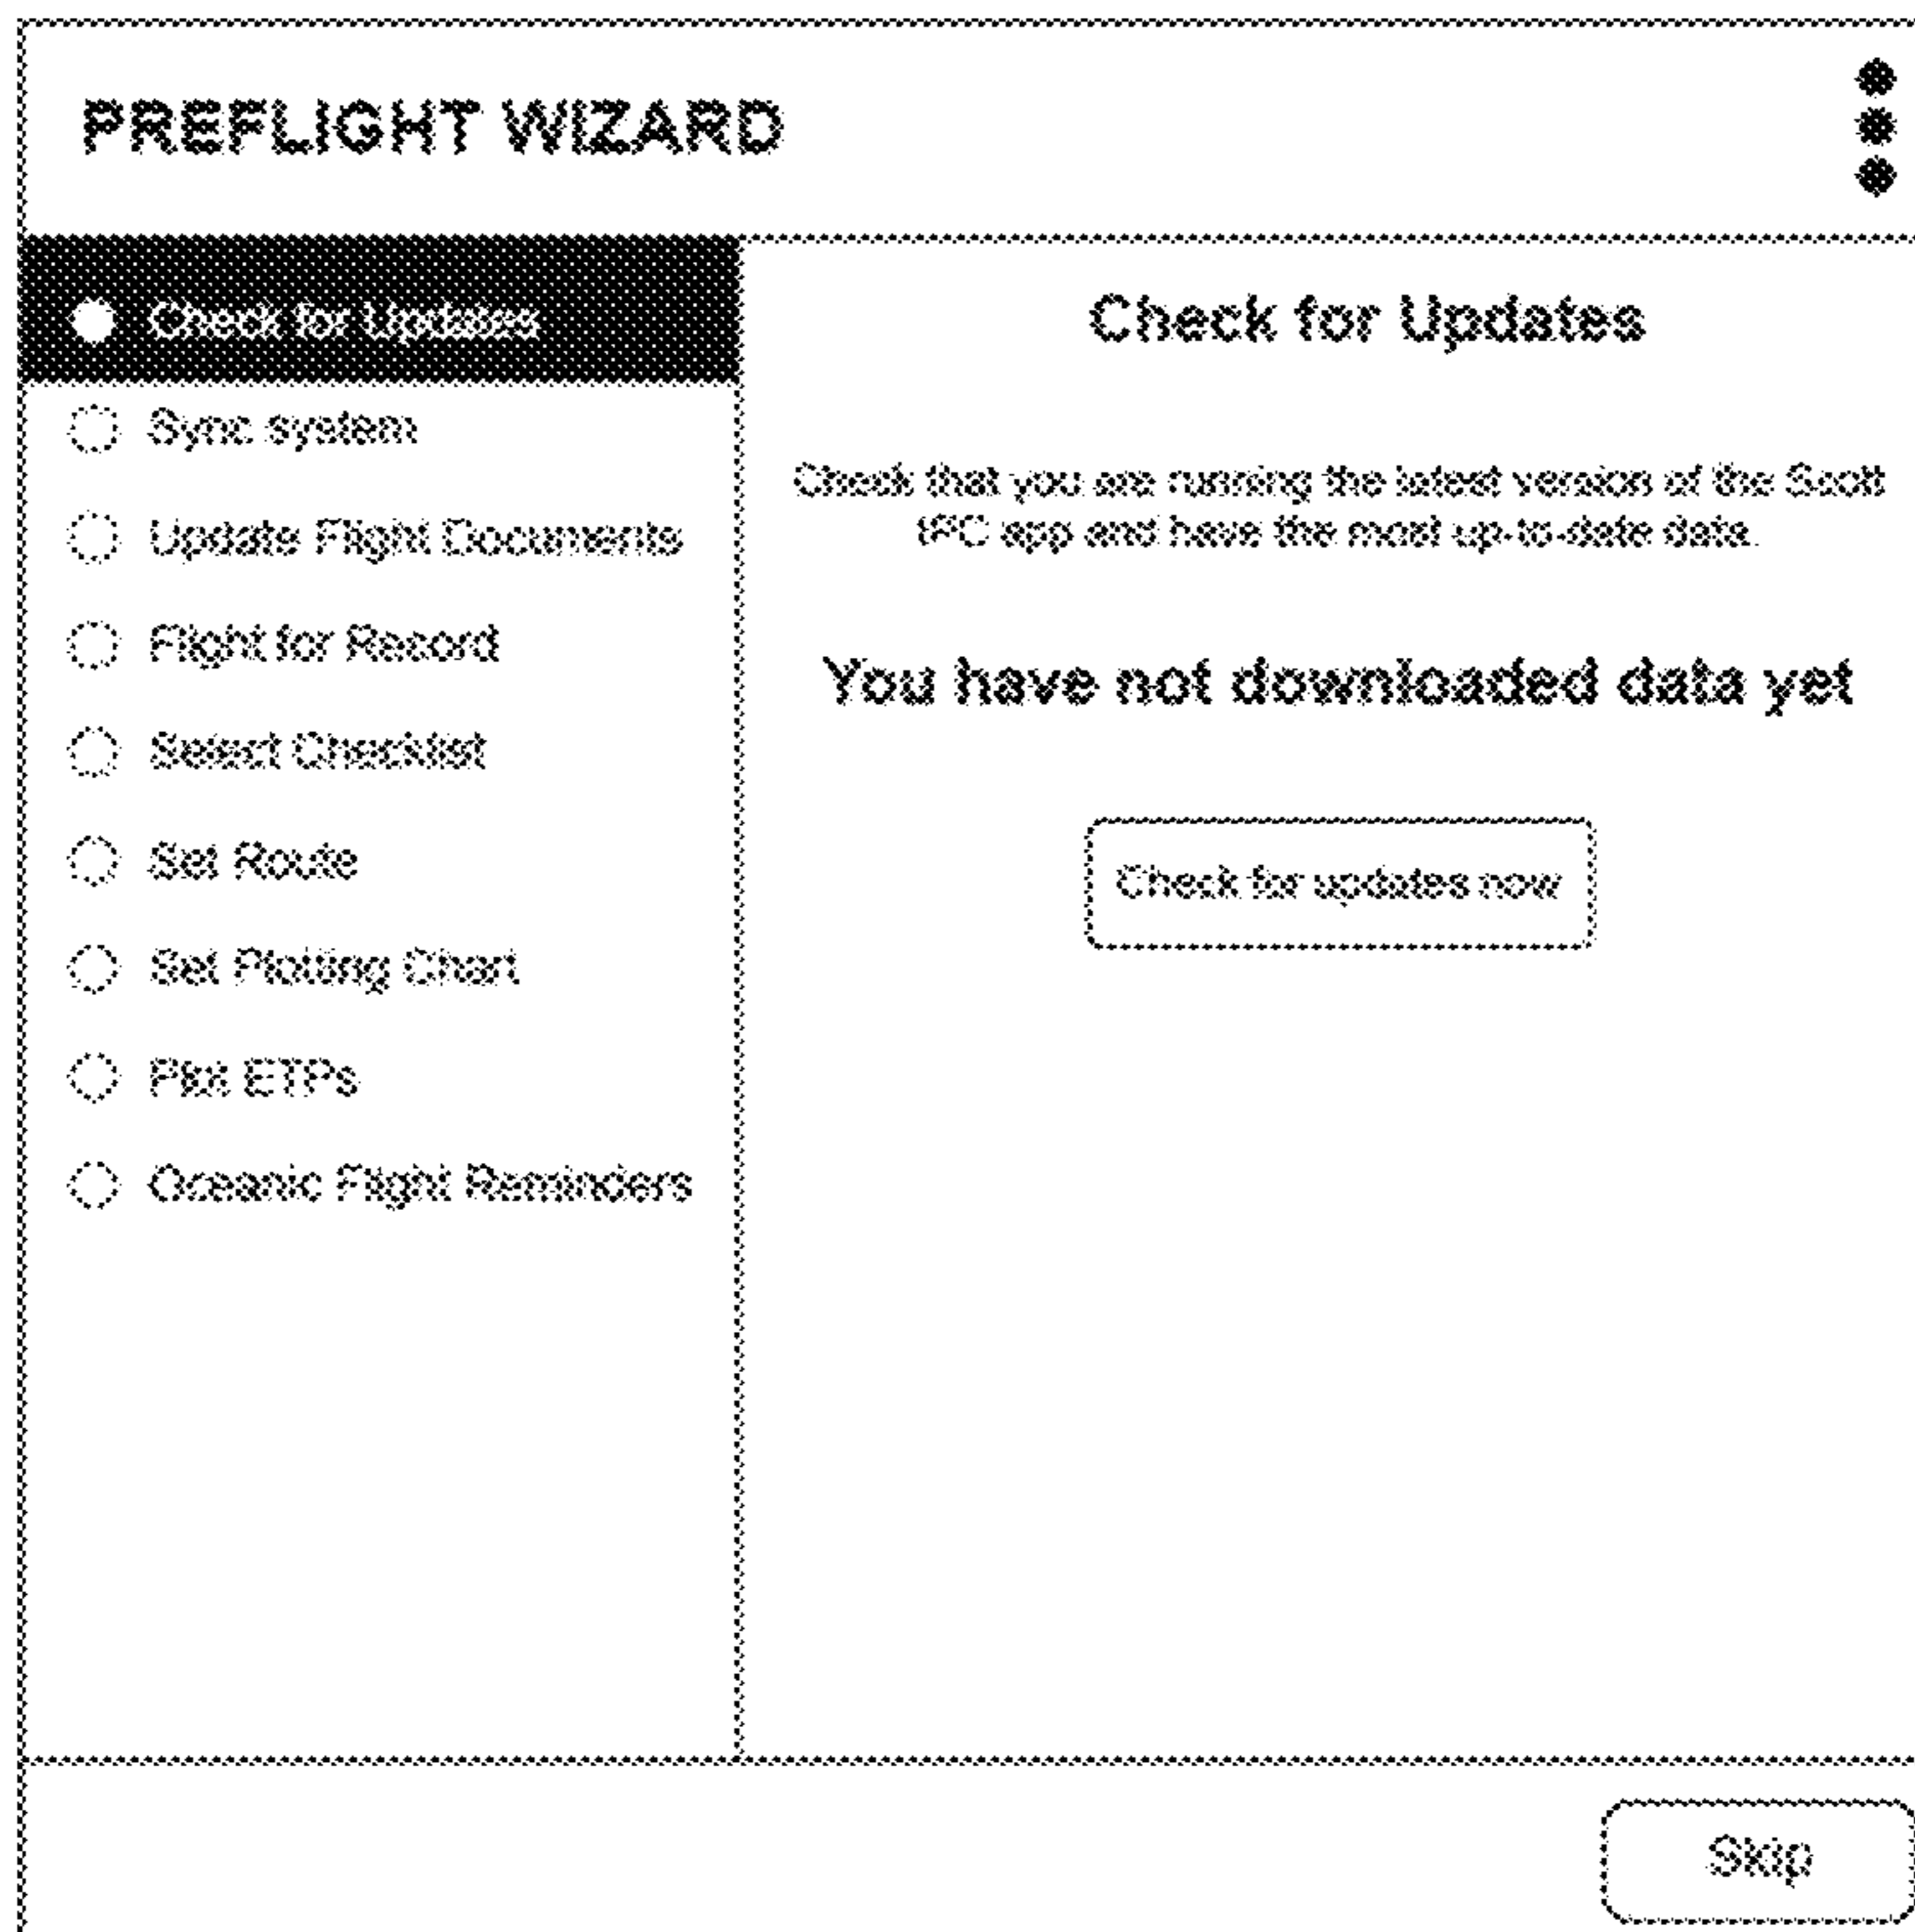 PREFLIGHT WIZARD
Check for Updates
Sync system
Update Flight Documents
Flight for Record
Select Checklist
Set Route
Set Plotting Chart
Plot ETPs
Oceanic Flight Reminders
Check for Updates
Check that you are running the latest version of the Scott
IPC app and have the most up-to-date data.
You have not downloaded data yet
Check for updates now
Skip